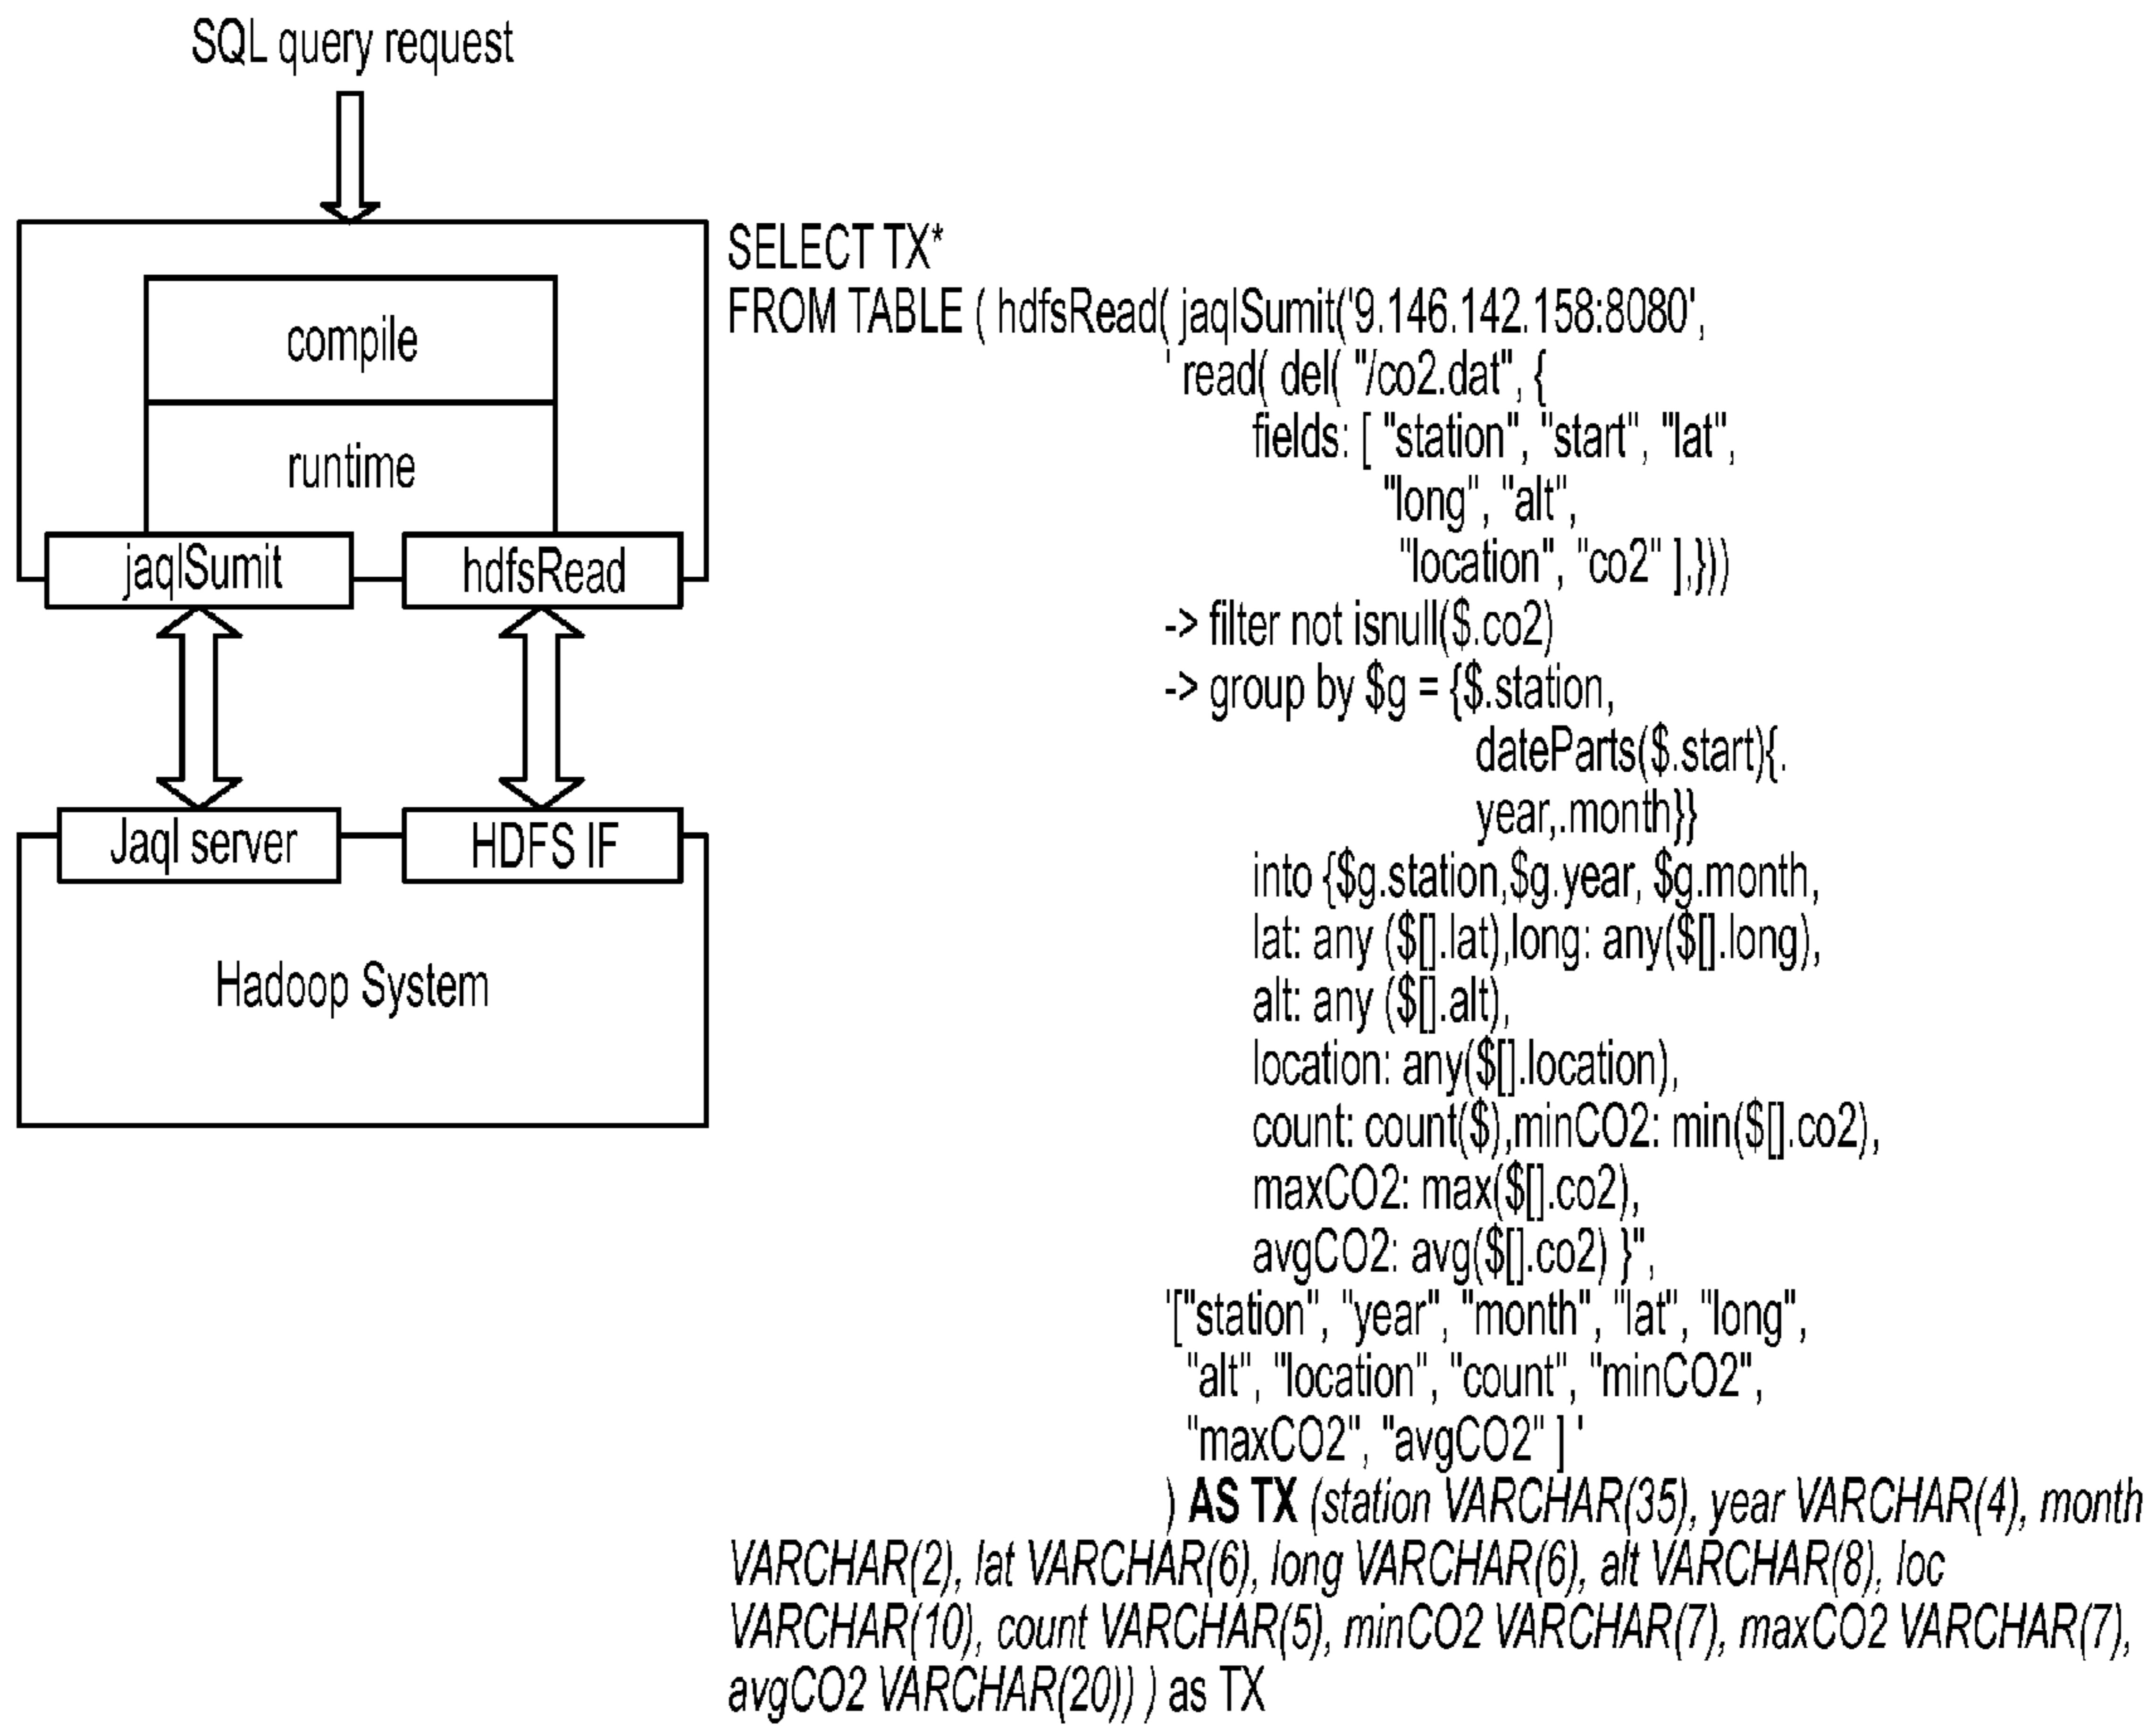 SQL query request
compile
runtime
jaqlSumit
hdfsRead
Jaql server
HDFS IF
Hadoop System
SELECT TX*
FROM TABLE ( hdfsRead( jaqlSumit('9.146.142.158:8080',
' read( del( "/co2.dat", {
fields: [ "station", "start", "lat",
"long", "alt",
"location", "co2" ],}))
-> filter not isnull($.co2)
-> group by $g = {$.station,
dateParts($.start){.
year,.month}}
into {$g.station,$g.year, $g.month,
lat: any ($[].lat),long: any($[].long),
alt: any ($[].alt),
location: any($[].location),
count: count($),minCO2: min($[].co2),
maxCO2: max($[].co2),
avgCO2: avg($[].co2) }",
'["station", "year", "month", "lat", "long",
"alt", "location", "count", "minCO2",
"maxCO2", "avgCO2" ] '
) AS TX (station VARCHAR(35), year VARCHAR(4), month
VARCHAR(2), lat VARCHAR(6), long VARCHAR(6), alt VARCHAR(8), loc
VARCHAR(10), count VARCHAR(5), minCO2 VARCHAR(7), maxCO2 VARCHAR(7),
avgCO2 VARCHAR(20)) ) as TX